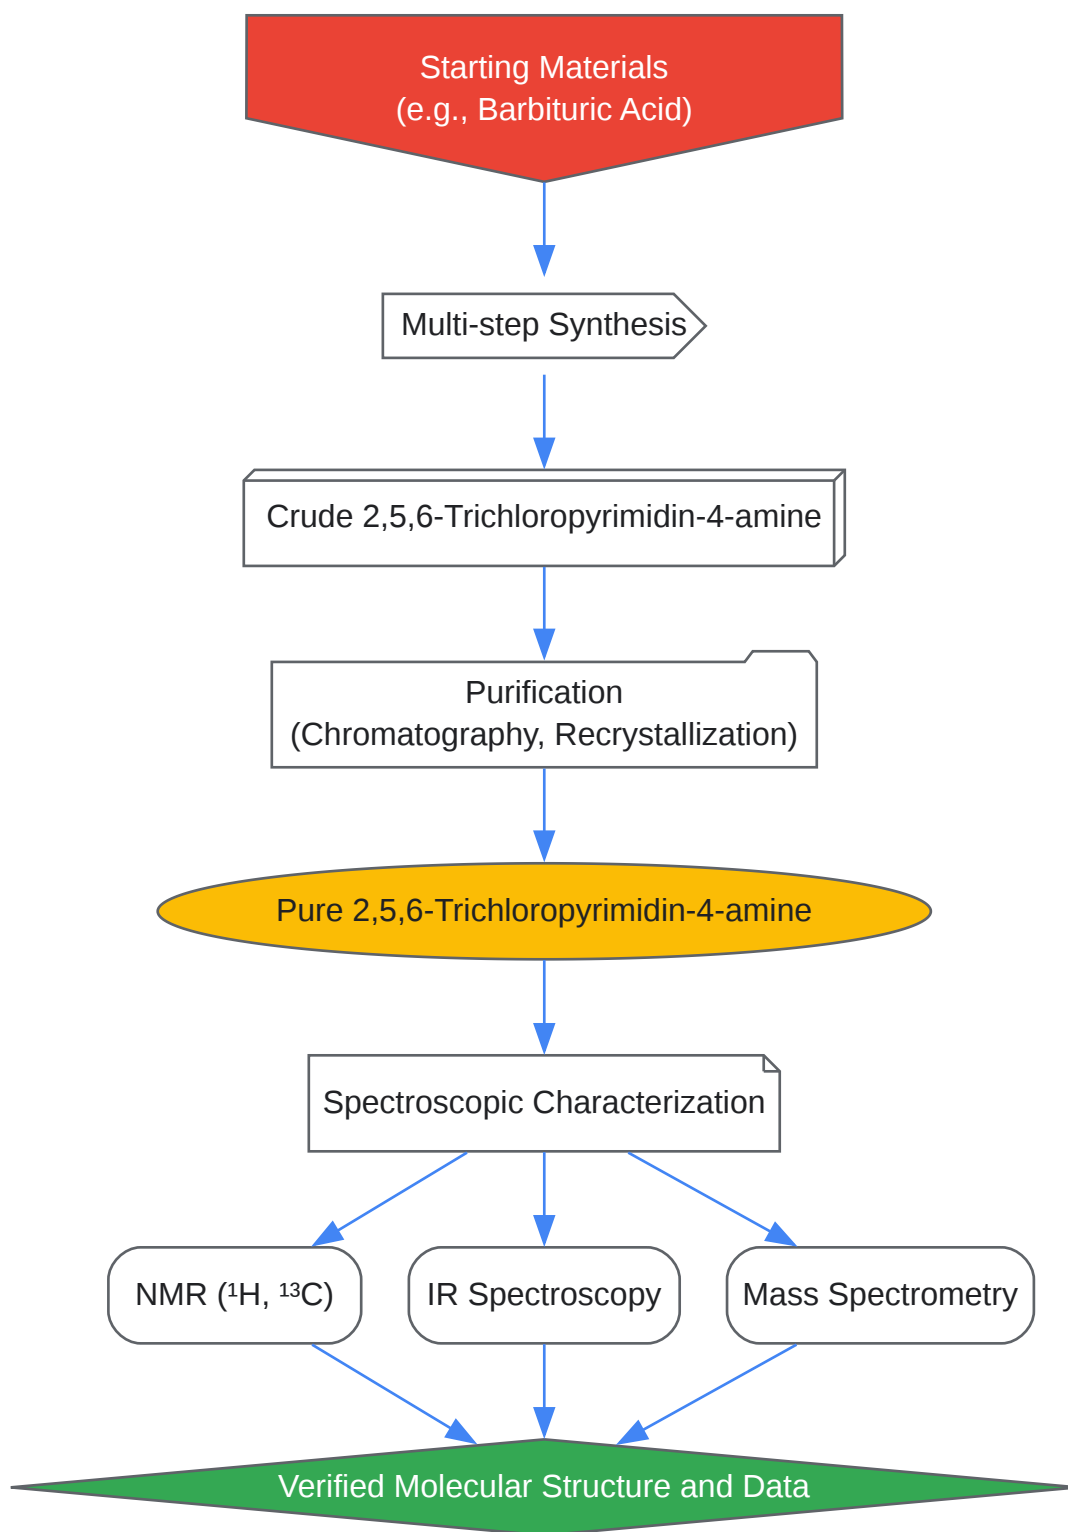 Starting Materials
(e.g., Barbituric Acid)
Multi-step Synthesis
Crude 2,5,6-Trichloropyrimidin-4-amine
Purification
(Chromatography, Recrystallization)
Pure 2,5,6-Trichloropyrimidin-4-amine
Spectroscopic Characterization
NMR (¹H, ¹³C)
IR Spectroscopy
Mass Spectrometry
Verified Molecular Structure and Data